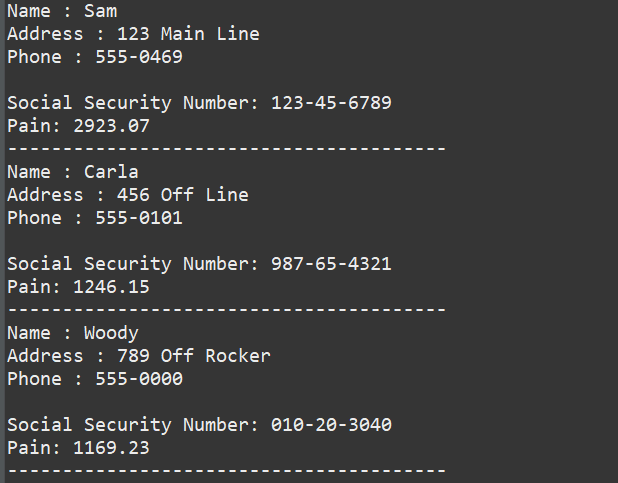 Name : Sam
Address : 123 Main Line
Phone : 555-0469

Social Security Number: 123-45-6789
Pain: 2923.07
----------------------------------------
Name : Carla
Address : 456 Off Line
Phone : 555-0101

Social Security Number: 987-65-4321
Pain: 1246.15
----------------------------------------
Name : Woody
Address : 789 Off Rocker
Phone : 555-0000

Social Security Number: 010-20-3040
Pain: 1169.23
----------------------------------------